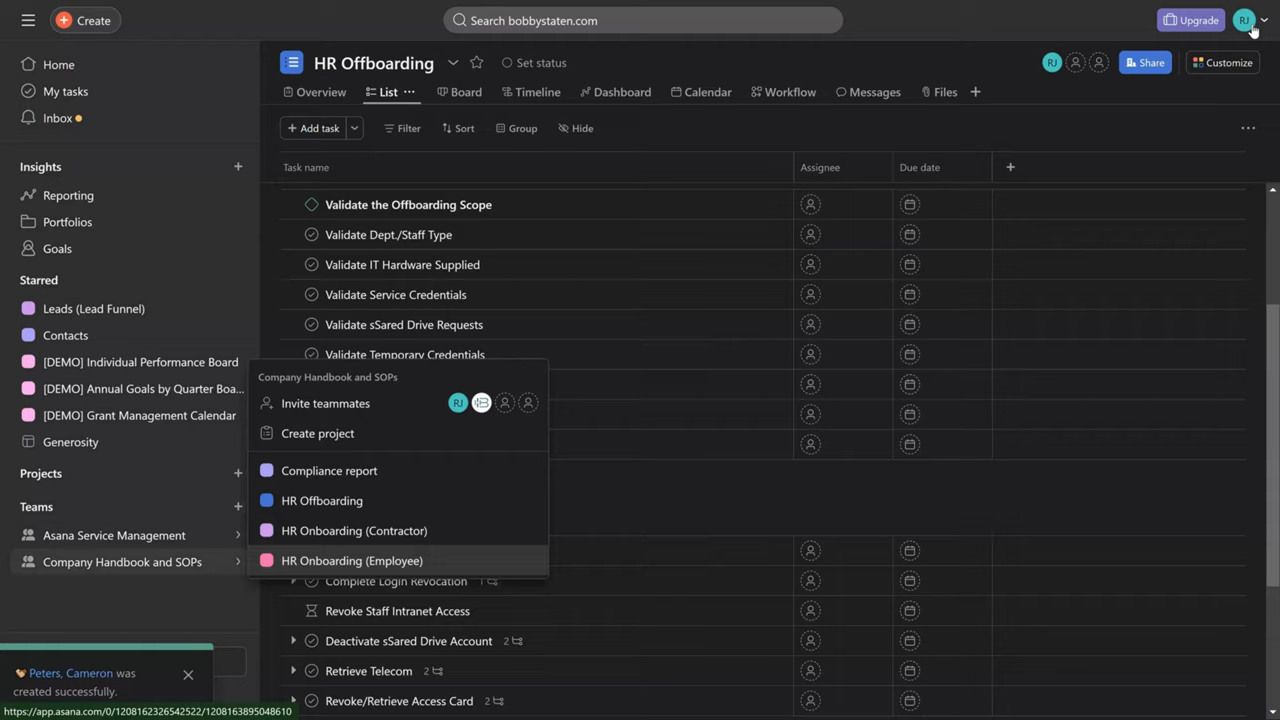 Create
Search bobbystaten.com
Upgrade
RJ
Home
My tasks
Inbox
Insights
Reporting
Portfolios
Goals
Starred
Leads (Lead Funnel)
Contacts
[DEMO] Individual Performance Board
[DEMO] Annual Goals by Quarter Boa...
[DEMO] Grant Management Calendar
Generosity
Projects
Teams
Asana Service Management
Company Handbook and SOPs
HR Offboarding
Set status
RJ
Share
Customize
Overview
List
Board
Timeline
Dashboard
Calendar
Workflow
Messages
Files
Add task
Filter
Sort
Group
Hide
Task name
Assignee
Due date
Validate the Offboarding Scope
Validate Dept./Staff Type
Validate IT Hardware Supplied
Validate Service Credentials
Validate sSared Drive Requests
Validate Temporary Credentials
Company Handbook and SOPs
Invite teammates
RJ
Create project
Compliance report
HR Offboarding
HR Onboarding (Contractor)
HR Onboarding (Employee)
Complete Login Revocation 1
Revoke Staff Intranet Access
Deactivate sSared Drive Account 2
Retrieve Telecom 2
Revoke/Retrieve Access Card 2
Peters, Cameron was
created successfully.
https://app.asana.com/0/1208162326542522/1208163895048610